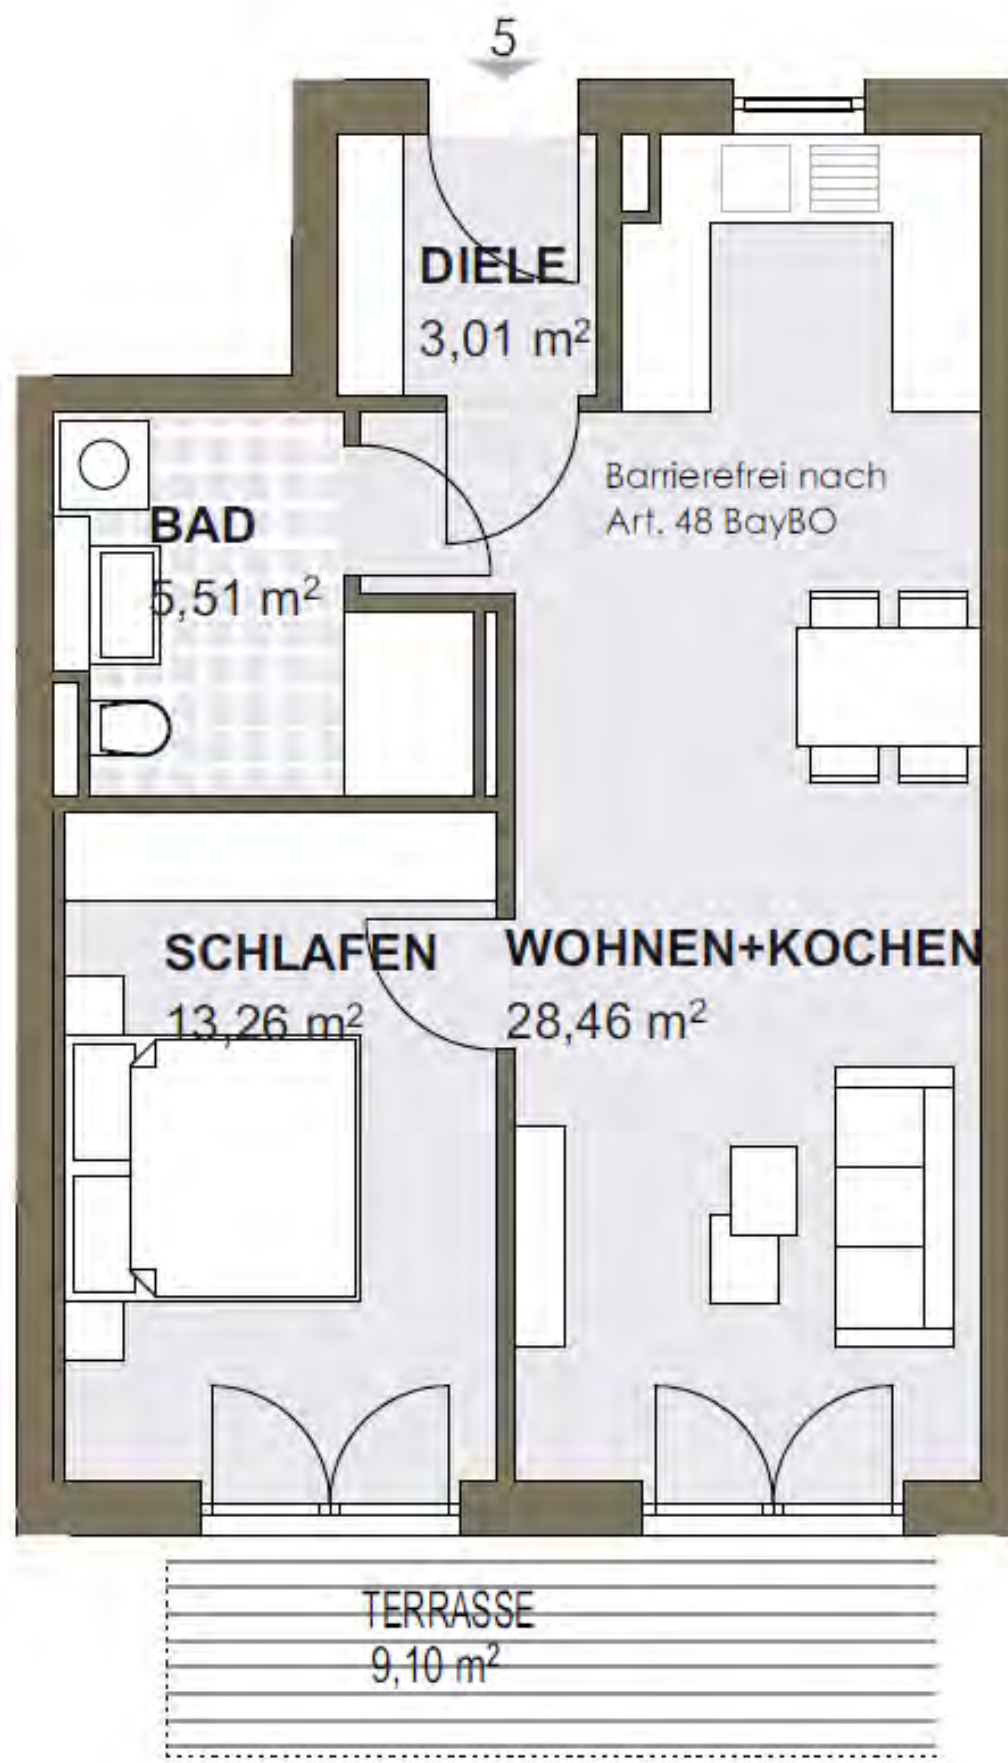 5
DIELE
3,01 m²
Barrierefrei nach
Art. 48 BayBO
BAD
5,51 m²
SCHLAFEN
13,26 m²
WOHNEN+KOCHEN
28,46 m²
TERRASSE
9,10 m²